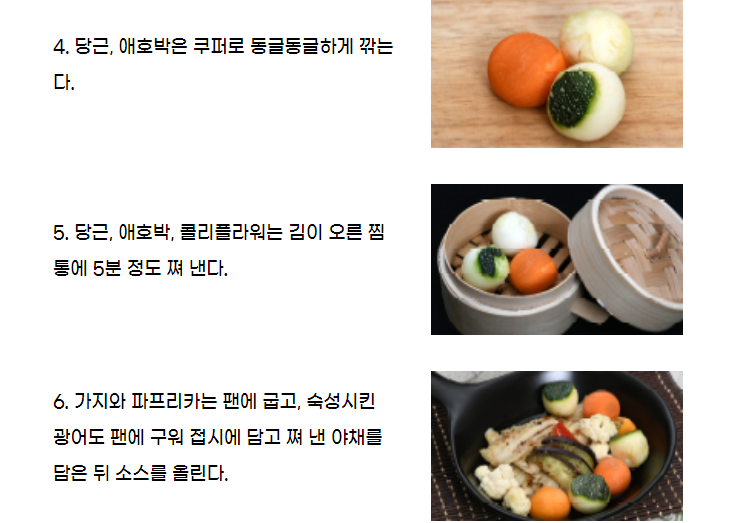 4. 당근, 애호박은 쿠퍼로 동글동글하게 깎는
다.
5. 당근, 애호박, 콜리플라워는 김이 오른 찜
통에 5분 정도 쪄 낸다.
6. 가지와 파프리카는 팬에 굽고, 숙성시킨
광어도 팬에 구워 접시에 담고 쪄 낸 야채를
담은 뒤 소스를 올린다.